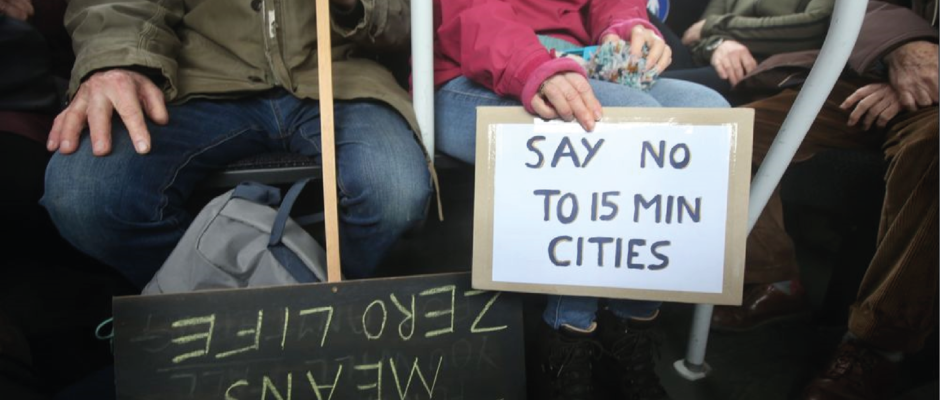 SAY NO
TO 15 MIN
CITIES
MEANS
ZERO LIFE